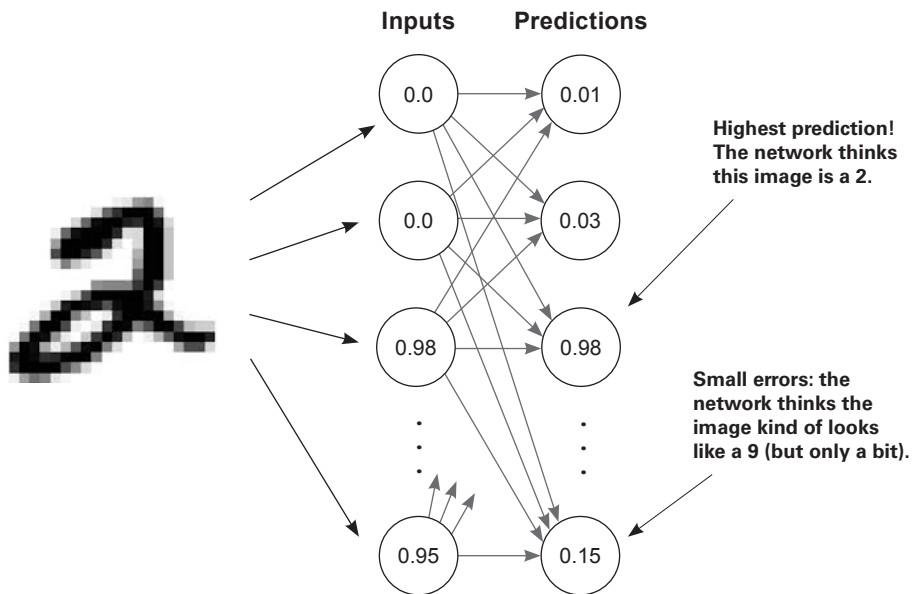 Inputs Predictions
0.0 0.01
Highest prediction!
The network thinks
this image is a 2.
0.0 0.03
0.98 0.98
Small errors: the
network thinks the
image kind of looks
like a 9 (but only a bit).
0.95 0.15